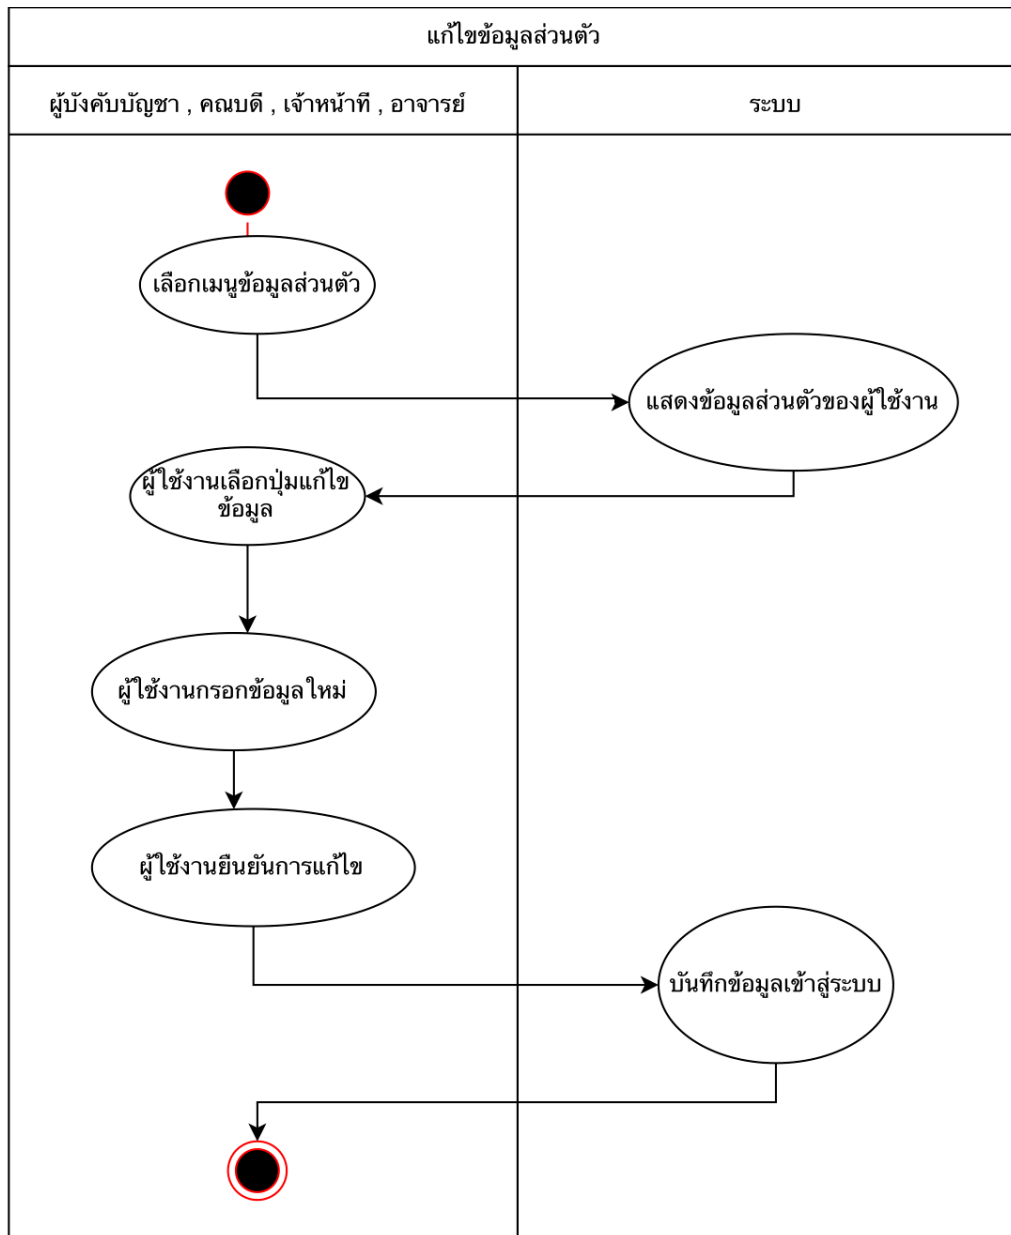 แก้ไขข้อมูลส่วนตัว
ผู้บังคับบัญชา , คณบดี , เจ้าหน้าที่ , อาจารย์
ระบบ
เลือกเมนูข้อมูลส่วนตัว
แสดงข้อมูลส่วนตัวของผู้ใช้งาน
ผู้ใช้งานเลือกปุ่มแก้ไข
ข้อมูล
ผู้ใช้งานกรอกข้อมูลใหม่
ผู้ใช้งานยืนยันการแก้ไข
บันทึกข้อมูลเข้าสู่ระบบ